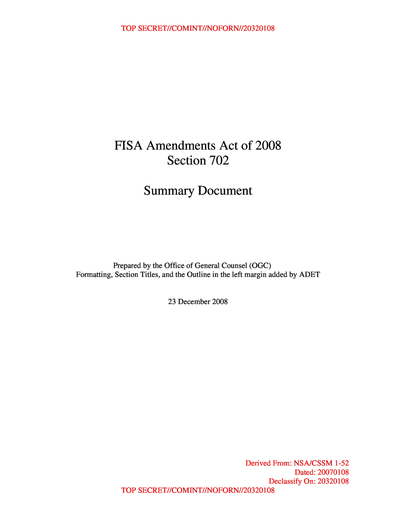 TOP SECRET//COMINT//NOFORN//20320108
FISA Amendments Act of 2008
Section 702
Summary Document
Prepared by the Office of General Counsel (OGC)
Formatting, Section Titles, and the Outline in the left margin added by ADET
23 December 2008
Derived From: NSA/CSSM 1-52
Dated: 20070108
Declassify On: 20320108
TOP SECRET//COMINT//NOFORN//20320108